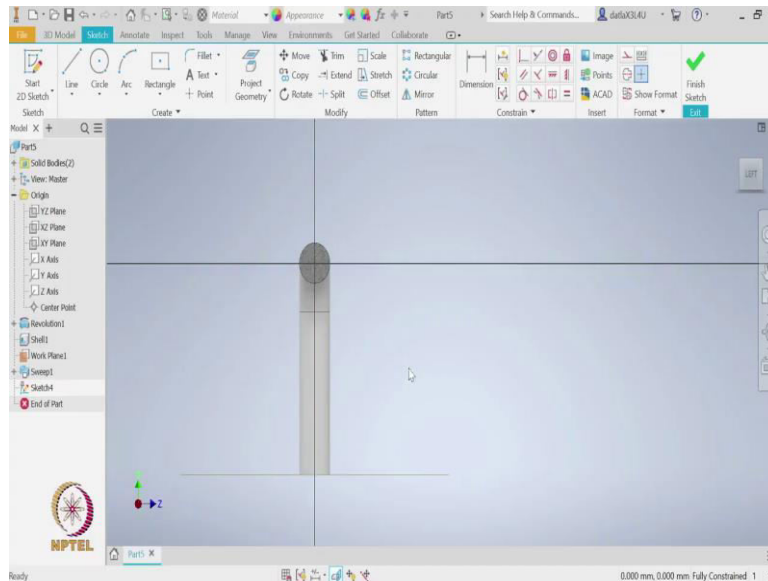 Material Appearance fx Part5 Search Help & Commands... datlaX3L4U
File 3D Model Sketch Annotate Inspect Tools Manage View Environments Get Started Collaborate
Start 2D Sketch Line Circle Arc Rectangle Fillet Text Point Project Geometry Move Copy Rotate Trim Extend Split Scale Stretch Offset Rectangular Circular Mirror Dimension Image Points ACAD Show Format Finish Sketch
Sketch Create Modify Pattern Constrain Insert Format Exit
Model
Part5
Solid Bodies(2)
View: Master
Origin
YZ Plane
XZ Plane
XY Plane
X Axis
Y Axis
Z Axis
Center Point
Revolution1
Shell1
Work Plane1
Sweep1
Sketch4
End of Part
LEFT
Z
NPTEL
Part5
Ready 0.000 mm, 0.000 mm Fully Constrained 1